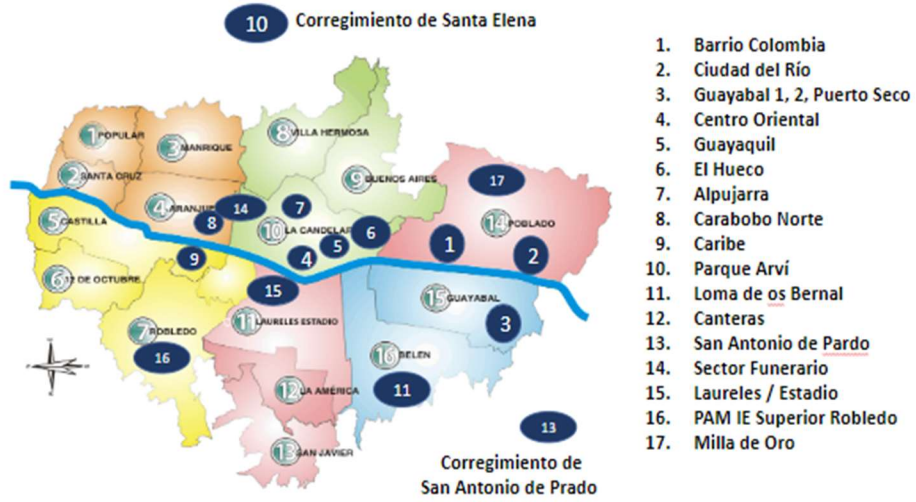 10 Corregimiento de Santa Elena
1 POPULAR
2 SANTA CRUZ
3 MANRIQUE
4 ARANJUE
8 VILLA HERMOSA
9 BUENOS AIRES
17
14 POBLADO
8
14
7
10 LA CANDELAR
4
5
6
1
2
5 CASTILLA
9
6 12 DE OCTUBRE
7 ROBLEDO
16
15
11 LAURELES ESTADIO
12 LA AMÉRICA
13 SAN JAVIER
15 GUAYABAL
3
16 BELEN
11
13
Corregimiento de
San Antonio de Prado
1. Barrio Colombia
2. Ciudad del Río
3. Guayabal 1, 2, Puerto Seco
4. Centro Oriental
5. Guayaquil
6. El Hueco
7. Alpujarra
8. Carabobo Norte
9. Caribe
10. Parque Arví
11. Loma de os Bernal
12. Canteras
13. San Antonio de Pardo
14. Sector Funerario
15. Laureles / Estadio
16. PAM IE Superior Robledo
17. Milla de Oro